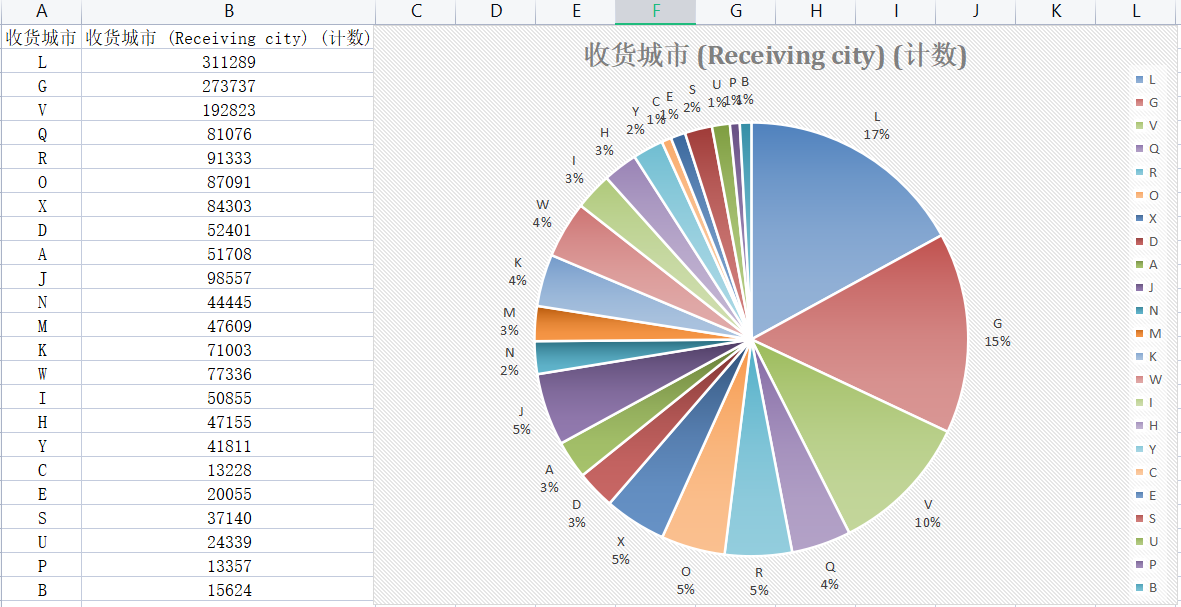 A B C D E F G H I J K L
收货城市 收货城市 (Receiving city) (计数)
L 311289
G 273737
V 192823
Q 81076
R 91333
O 87091
X 84303
D 52401
A 51708
J 98557
N 44445
M 47609
K 71003
W 77336
I 50855
H 47155
Y 41811
C 13228
E 20055
S 37140
U 24339
P 13357
B 15624
收货城市 (Receiving city) (计数)
L
17%
G
15%
V
10%
Q
4%
R
5%
O
5%
X
5%
D
3%
A
3%
J
5%
N
2%
M
3%
K
4%
W
4%
I
3%
H
3%
Y
2%
C
1%
E
1%
S
2%
U
1%
P
1%
B
1%
L
G
V
Q
R
O
X
D
A
J
N
M
K
W
I
H
Y
C
E
S
U
P
B